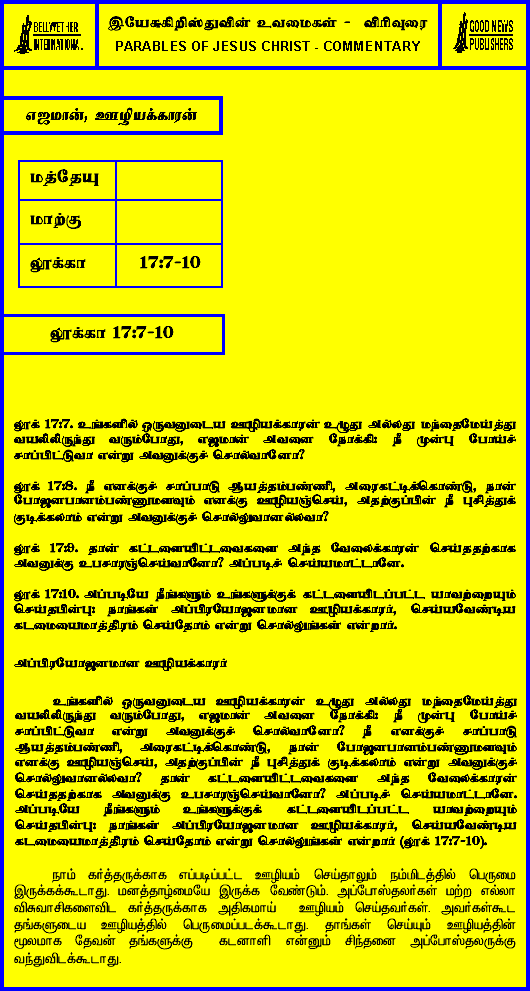 BELLWETHER
INTERNATIONAL
இயேசுகிறிஸ்துவின் உவமைகள் - விரிவுரை
PARABLES OF JESUS CHRIST - COMMENTARY
GOOD NEWS
PUBLISHERS
எஜமான், ஊழியக்காரன்
மத்தேயு
மாற்கு
லூக்கா 17:7-10
லூக்கா 17:7-10
லூக் 17:7. உங்களில் ஒருவனுடைய ஊழியக்காரன் உழுது அல்லது மந்தைமேய்த்து
வயலிலிருந்து வரும்போது, எஜமான் அவனை நோக்கி: நீ முன்பு போய்ச்
சாப்பிட்டுவா என்று அவனுக்குச் சொல்வானோ?
லூக் 17:8. நீ எனக்குச் சாப்பாடு ஆயத்தம்பண்ணி, அரைகட்டிக்கொண்டு, நான்
போஜனபானம்பண்ணுமளவும் எனக்கு ஊழியஞ்செய், அதற்குப்பின் நீ புசித்துக்
குடிக்கலாம் என்று அவனுக்குச் சொல்லுவானல்லவா?
லூக் 17:9. தான் கட்டளையிட்டவைகளை அந்த வேலைக்காரன் செய்ததற்காக
அவனுக்கு உபசாரஞ்செய்வானோ? அப்படிச் செய்யமாட்டானே.
லூக் 17:10. அப்படியே நீங்களும் உங்களுக்குக் கட்டளையிடப்பட்ட யாவற்றையும்
செய்தபின்பு: நாங்கள் அப்பிரயோஜனமான ஊழியக்காரர், செய்யவேண்டிய
கடமையைமாத்திரம் செய்தோம் என்று சொல்லுங்கள் என்றார்.
அப்பிரயோஜனமான ஊழியக்காரர்
உங்களில் ஒருவனுடைய ஊழியக்காரன் உழுது அல்லது மந்தைமேய்த்து
வயலிலிருந்து வரும்போது, எஜமான் அவனை நோக்கி: நீ முன்பு போய்ச்
சாப்பிட்டுவா என்று அவனுக்குச் சொல்வானோ? நீ எனக்குச் சாப்பாடு
ஆயத்தம்பண்ணி, அரைகட்டிக்கொண்டு, நான் போஜனபானம்பண்ணுமளவும்
எனக்கு ஊழியஞ்செய், அதற்குப்பின் நீ புசித்துக் குடிக்கலாம் என்று அவனுக்குச்
சொல்லுவானல்லவா? தான் கட்டளையிட்டவைகளை அந்த வேலைக்காரன்
செய்ததற்காக அவனுக்கு உபசாரஞ்செய்வானோ? அப்படிச் செய்யமாட்டானே.
அப்படியே நீங்களும் உங்களுக்குக் கட்டளையிடப்பட்ட யாவற்றையும்
செய்தபின்பு: நாங்கள் அப்பிரயோஜனமான ஊழியக்காரர், செய்யவேண்டிய
கடமையைமாத்திரம் செய்தோம் என்று சொல்லுங்கள் என்றார் (லூக் 17:7-10).
நாம் கர்த்தருக்காக எப்படிப்பட்ட ஊழியம் செய்தாலும் நம்மிடத்தில் பெருமை
இருக்கக்கூடாது. மனத்தாழ்மையே இருக்க வேண்டும். அப்போஸ்தலர்கள் மற்ற எல்லா
விசுவாசிகளைவிட கர்த்தருக்காக அதிகமாய் ஊழியம் செய்தவர்கள். அவர்கள்கூட
தங்களுடைய ஊழியத்தில் பெருமைப்படக்கூடாது. தாங்கள் செய்யும் ஊழியத்தின்
மூலமாக தேவன் தங்களுக்கு கடனாளி என்னும் சிந்தனை அப்போஸ்தலருக்கு
வந்துவிடக்கூடாது.